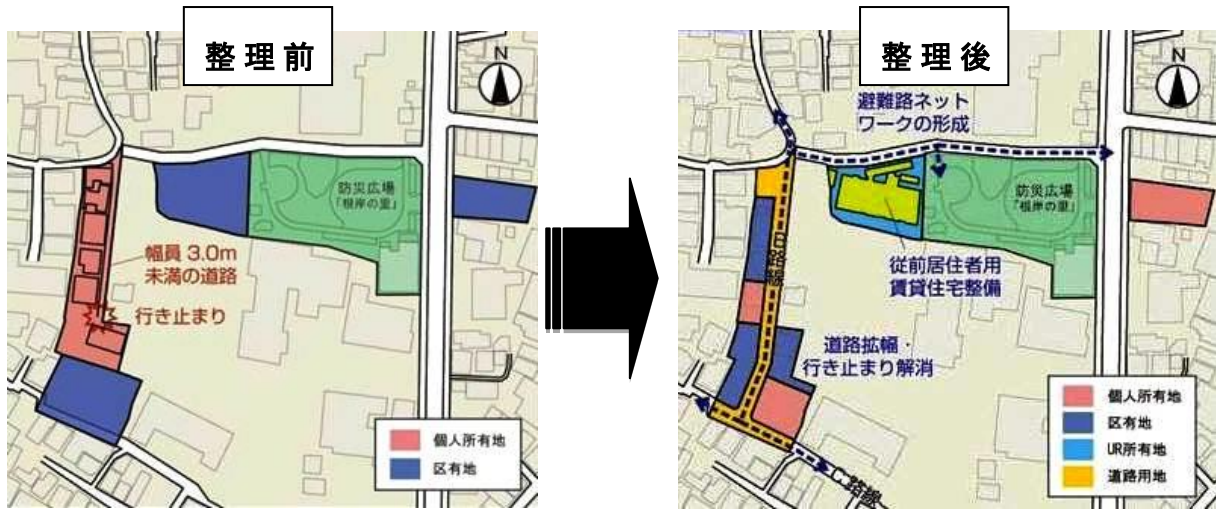 整理前
N
防災広場
「根岸の里」
幅員 3.0m
未満の道路
行き止まり
個人所有地
区有地
整理後
N
避難路ネット
ワークの形成
防災広場
「根岸の里」
従前居住者用
賃貸住宅整備
道路拡幅・
行き止まり解消
C路線
個人所有地
区有地
UR所有地
道路用地